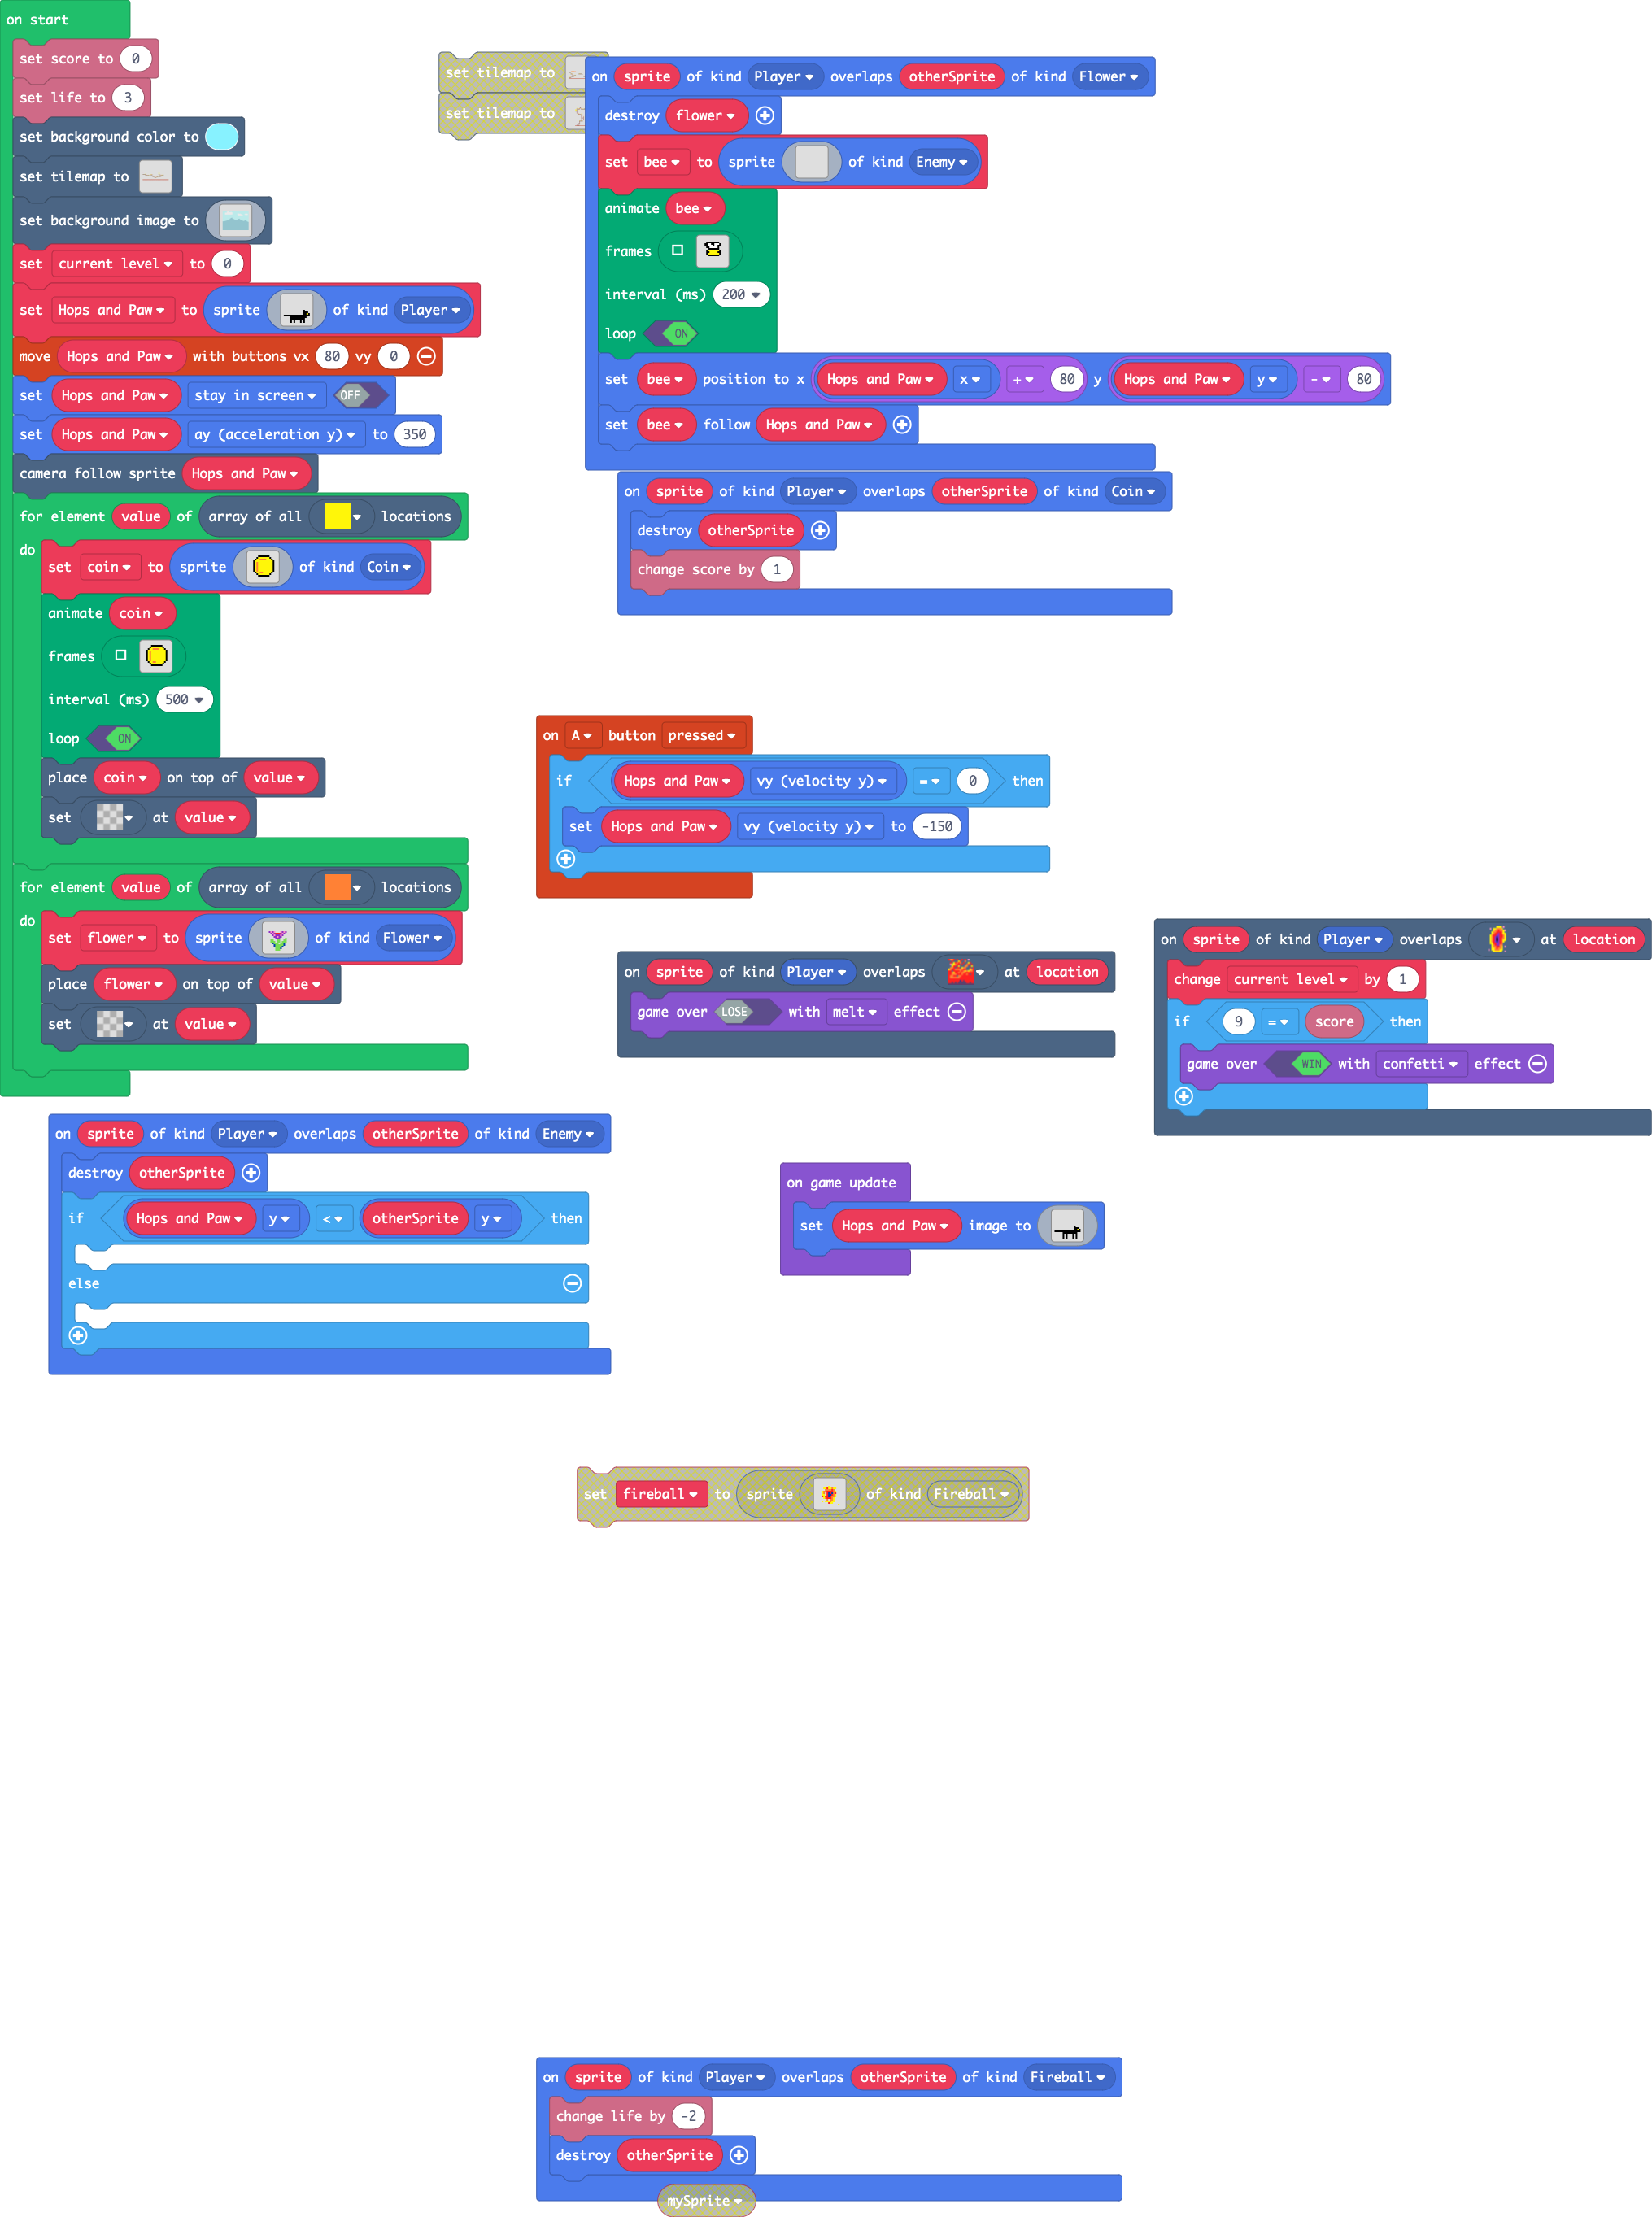 on start
set score to 0
set life to 3
set background color to
set tilemap to
set background image to
set current level to 0
set Hops and Paw to sprite of kind Player
move Hops and Paw with buttons vx 80 vy 0
set Hops and Paw stay in screen OFF
set Hops and Paw ay (acceleration y) to 350
camera follow sprite Hops and Paw
for element value of array of all locations
do
set coin to sprite of kind Coin
animate coin
frames
interval (ms) 500
loop ON
place coin on top of value
set at value
for element value of array of all locations
do
set flower to sprite of kind Flower
place flower on top of value
set at value
set tilemap to
set tilemap to
on sprite of kind Player overlaps otherSprite of kind Flower
destroy flower
set bee to sprite of kind Enemy
animate bee
frames
interval (ms) 200
loop ON
set bee position to x Hops and Paw x + 80 y Hops and Paw y - 80
set bee follow Hops and Paw
on sprite of kind Player overlaps otherSprite of kind Coin
destroy otherSprite
change score by 1
on A button pressed
if Hops and Paw vy (velocity y) = 0 then
set Hops and Paw vy (velocity y) to -150
on sprite of kind Player overlaps at location
game over LOSE with melt effect
on sprite of kind Player overlaps at location
change current level by 1
if 9 = score then
game over WIN with confetti effect
on sprite of kind Player overlaps otherSprite of kind Enemy
destroy otherSprite
if Hops and Paw y < otherSprite y then
else
on game update
set Hops and Paw image to
set fireball to sprite of kind Fireball
on sprite of kind Player overlaps otherSprite of kind Fireball
change life by -2
destroy otherSprite
mySprite